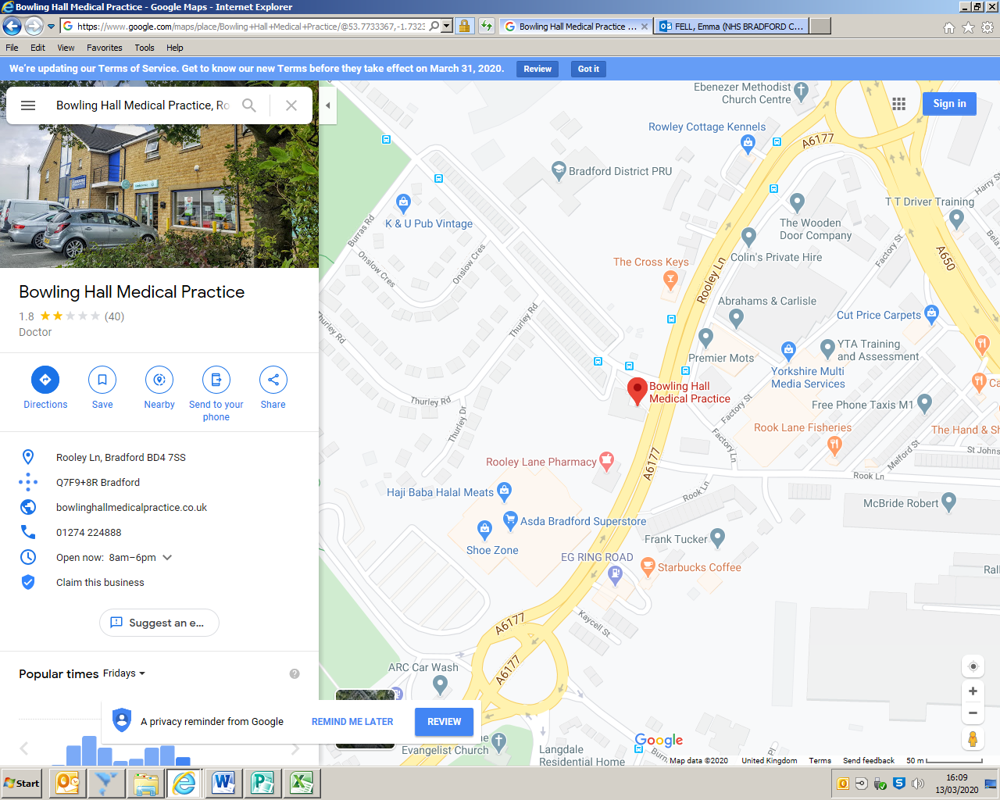 Bowling Hall Medical Practice - Google Maps - Internet Explorer
https://www.google.com/maps/place/Bowling+Hall+Medical+Practice/@53.7733367,-1.7323
Bowling Hall Medical Practice ...
FELL, Emma (NHS BRADFORD C...
File Edit View Favorites Tools Help
We're updating our Terms of Service. Get to know our new Terms before they take effect on March 31, 2020.
Review
Got it
Bowling Hall Medical Practice, Ro
Bowling Hall Medical Practice
1.8 (40)
Doctor
Directions
Save
Nearby
Send to your
phone
Share
Rooley Ln, Bradford BD4 7SS
Q7F9+8R Bradford
bowlinghallmedicalpractice.co.uk
01274 224888
Open now: 8am–6pm
Claim this business
Suggest an e...
Popular times Fridays
A privacy reminder from Google
REMIND ME LATER
REVIEW
Sign in
Ebenezer Methodist
Church Centre
Rowley Cottage Kennels
A6177
Bradford District PRU
Harry St
T T Driver Training
K & U Pub Vintage
Burras Rd
Onslow Cres
Onslow Cres
The Wooden
Door Company
Factory St
Bela
A650
Colin's Private Hire
The Cross Keys
Rooley Ln
Abrahams & Carlisle
Cut Price Carpets
Thurley Rd
Thurley Rd
Premier Mots
YTA Training
and Assessment
Yorkshire Multi
Media Services
Ca
Bowling Hall
Medical Practice
Thurley Rd
Thurley Dr
Factory St
Free Phone Taxis M1
Rook Lane Fisheries
The Hand & Sh
Factory Ln
Melford St
St Johns
Rooley Lane Pharmacy
A6177
Rook Ln
Rook Ln
Haji Baba Halal Meats
McBride Robert
Asda Bradford Superstore
Shoe Zone
Frank Tucker
EG RING ROAD
Starbucks Coffee
Rall
Kaycell St
A6177
A6177
ARC Car Wash
Evangelist Church
Langdale
Residential Home
Burn
Pl
Google
Map data ©2020 United Kingdom Terms Send feedback 50 m
Start
16:09
13/03/2020